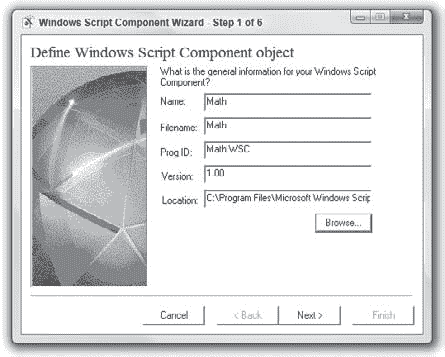 Windows Script Component Wizard - Step 1 of 6
Define Windows Script Component object
What is the general information for your Windows Script
Component?
Name: Math
Filename: Math
Prog ID: Math.WSC
Version: 1.00
Location: C:\Program Files\Microsoft Windows Scrip
Browse...
Cancel < Back Next > Finish